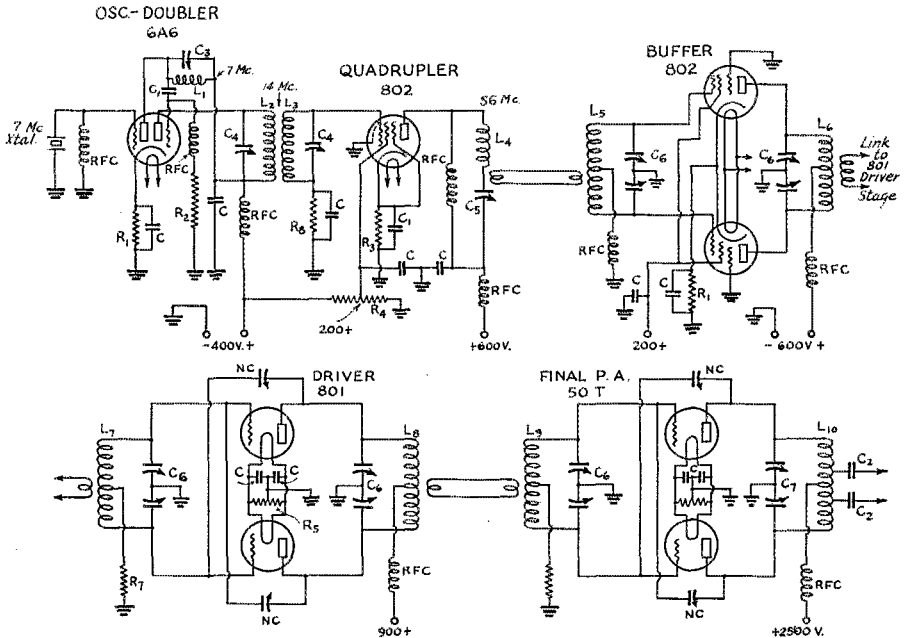 OSC-DOUBLER
6A6
C3
7 Mc.
L1
C1
7 Mc
Xtal.
RFC
RFC
R1
C
R2
C
C4
14 Mc.
L2
L3
C4
RFC
R8
C
QUADRUPLER
802
56 Mc.
L4
RFC
C5
R3
C1
C
C
RFC
R4
200+
-400V.+
+600V.
BUFFER
802
L5
C6
C6
L6
Link
to
801
Driver
Stage
RFC
RFC
C
C
R1
200+
-600V+
DRIVER
801
NC
L7
C6
C
C
C6
L8
R5
R7
RFC
NC
900+
FINAL P.A.
50T
NC
L9
C6
C7
L10
C2
C2
RFC
NC
+2500V.